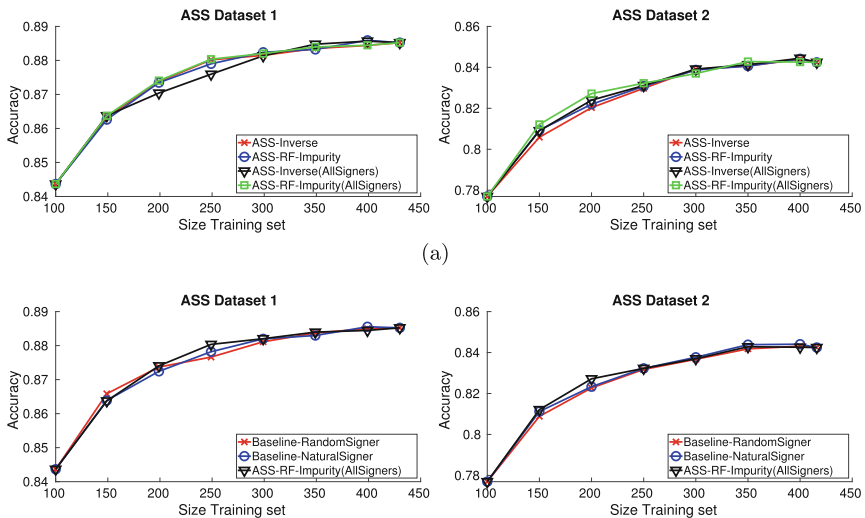 ASS Dataset 1
0.89
0.88
0.87
0.86
0.85
0.84
Accuracy
100 150 200 250 300 350 400 450
Size Training set
ASS-Inverse
ASS-RF-Impurity
ASS-Inverse(AllSigners)
ASS-RF-Impurity(AllSigners)
ASS Dataset 2
0.86
0.84
0.82
0.8
0.78
Accuracy
100 150 200 250 300 350 400 450
Size Training set
ASS-Inverse
ASS-RF-Impurity
ASS-Inverse(AllSigners)
ASS-RF-Impurity(AllSigners)
(a)
ASS Dataset 1
0.89
0.88
0.87
0.86
0.85
0.84
Accuracy
100 150 200 250 300 350 400 450
Size Training set
Baseline-RandomSigner
Baseline-NaturalSigner
ASS-RF-Impurity(AllSigners)
ASS Dataset 2
0.86
0.84
0.82
0.8
0.78
Accuracy
100 150 200 250 300 350 400 450
Size Training set
Baseline-RandomSigner
Baseline-NaturalSigner
ASS-RF-Impurity(AllSigners)